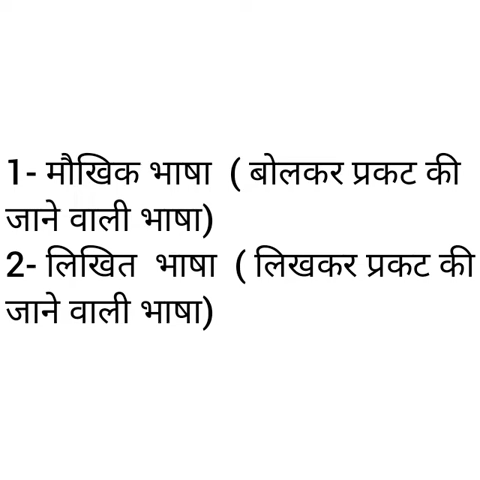 1- मौखिक भाषा ( बोलकर प्रकट की
जाने वाली भाषा)
2- लिखित भाषा ( लिखकर प्रकट की
जाने वाली भाषा)